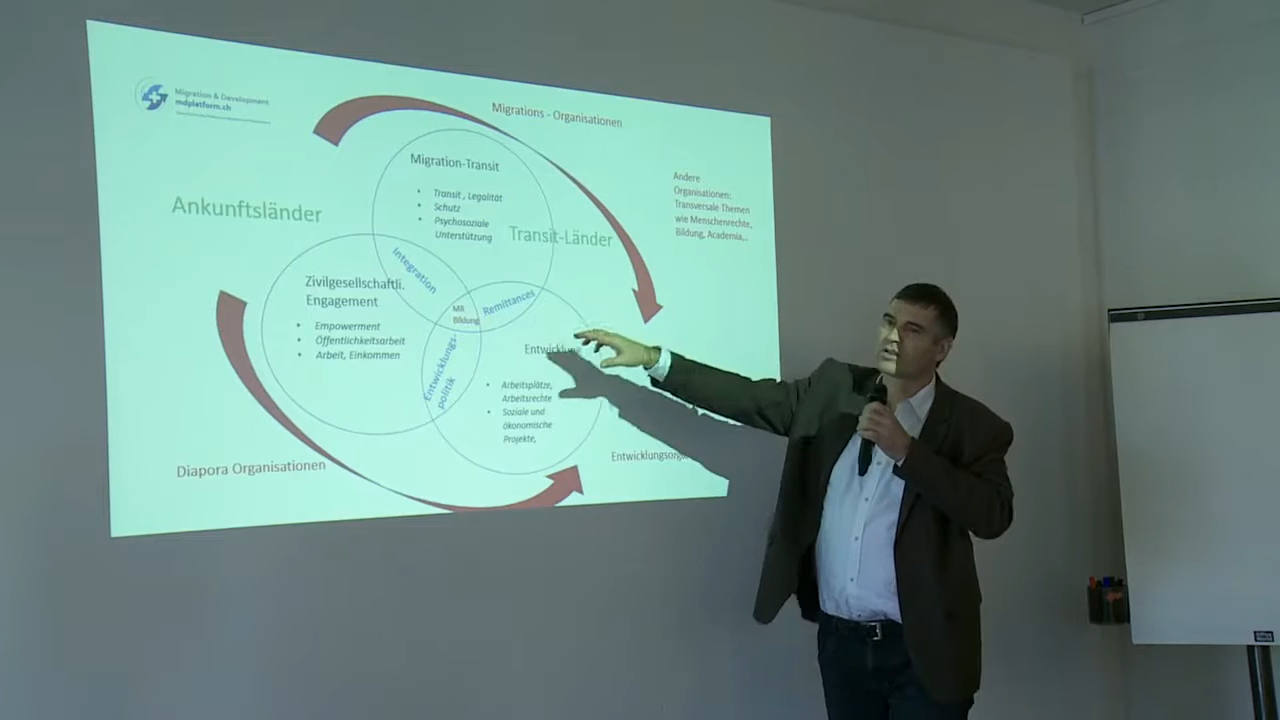 Migration & Development
mdplatform.ch
Migrations - Organisationen
Migration-Transit
• Transit , Legalität
• Schutz
• Psychosoziale
Unterstützung
Andere
Organisationen:
Transversale Themen
wie Menschenrechte,
Bildung, Academia,..
Ankunftsländer
Transit-Länder
Integration
Zivilgesellschaftli.
Engagement
• Empowerment
• Öffentlichkeitsarbeit
• Arbeit, Einkommen
Remittances
Bildung
Entwicklungs-
politik
• Arbeitsplätze,
Arbeitsrechte
• Soziale und
ökonomische
Projekte,
Diapora Organisationen